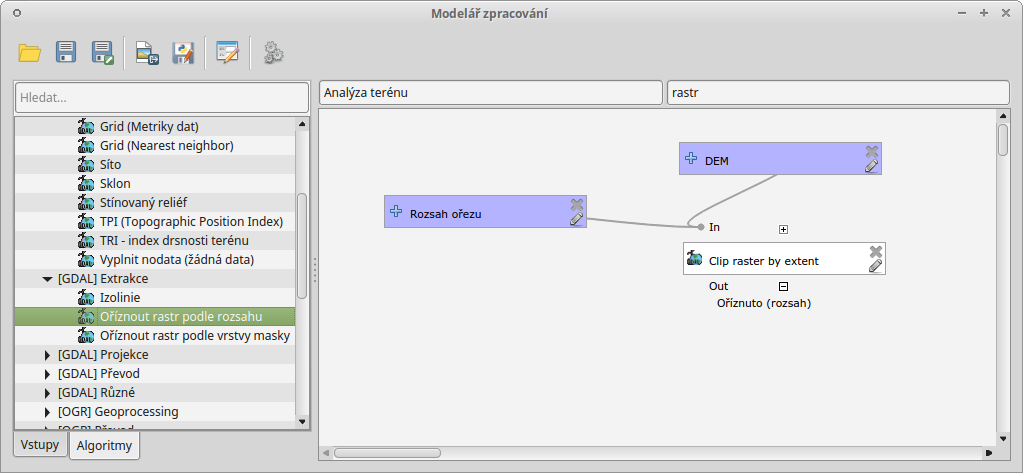 Modelář zpracování
Hledat...
Analýza terénu
rastr
Grid (Metriky dat)
Grid (Nearest neighbor)
Síto
Sklon
Stínovaný reliéf
TPI (Topographic Position Index)
TRI - index drsnosti terénu
Vyplnit nodata (žádná data)
[GDAL] Extrakce
Izolinie
Oříznout rastr podle rozsahu
Oříznout rastr podle vrstvy masky
[GDAL] Projekce
[GDAL] Převod
[GDAL] Různé
[OGR] Geoprocessing
[OGR] Převod
Vstupy
Algoritmy
DEM
Rozsah ořezu
In
Clip raster by extent
Out
Oříznuto (rozsah)